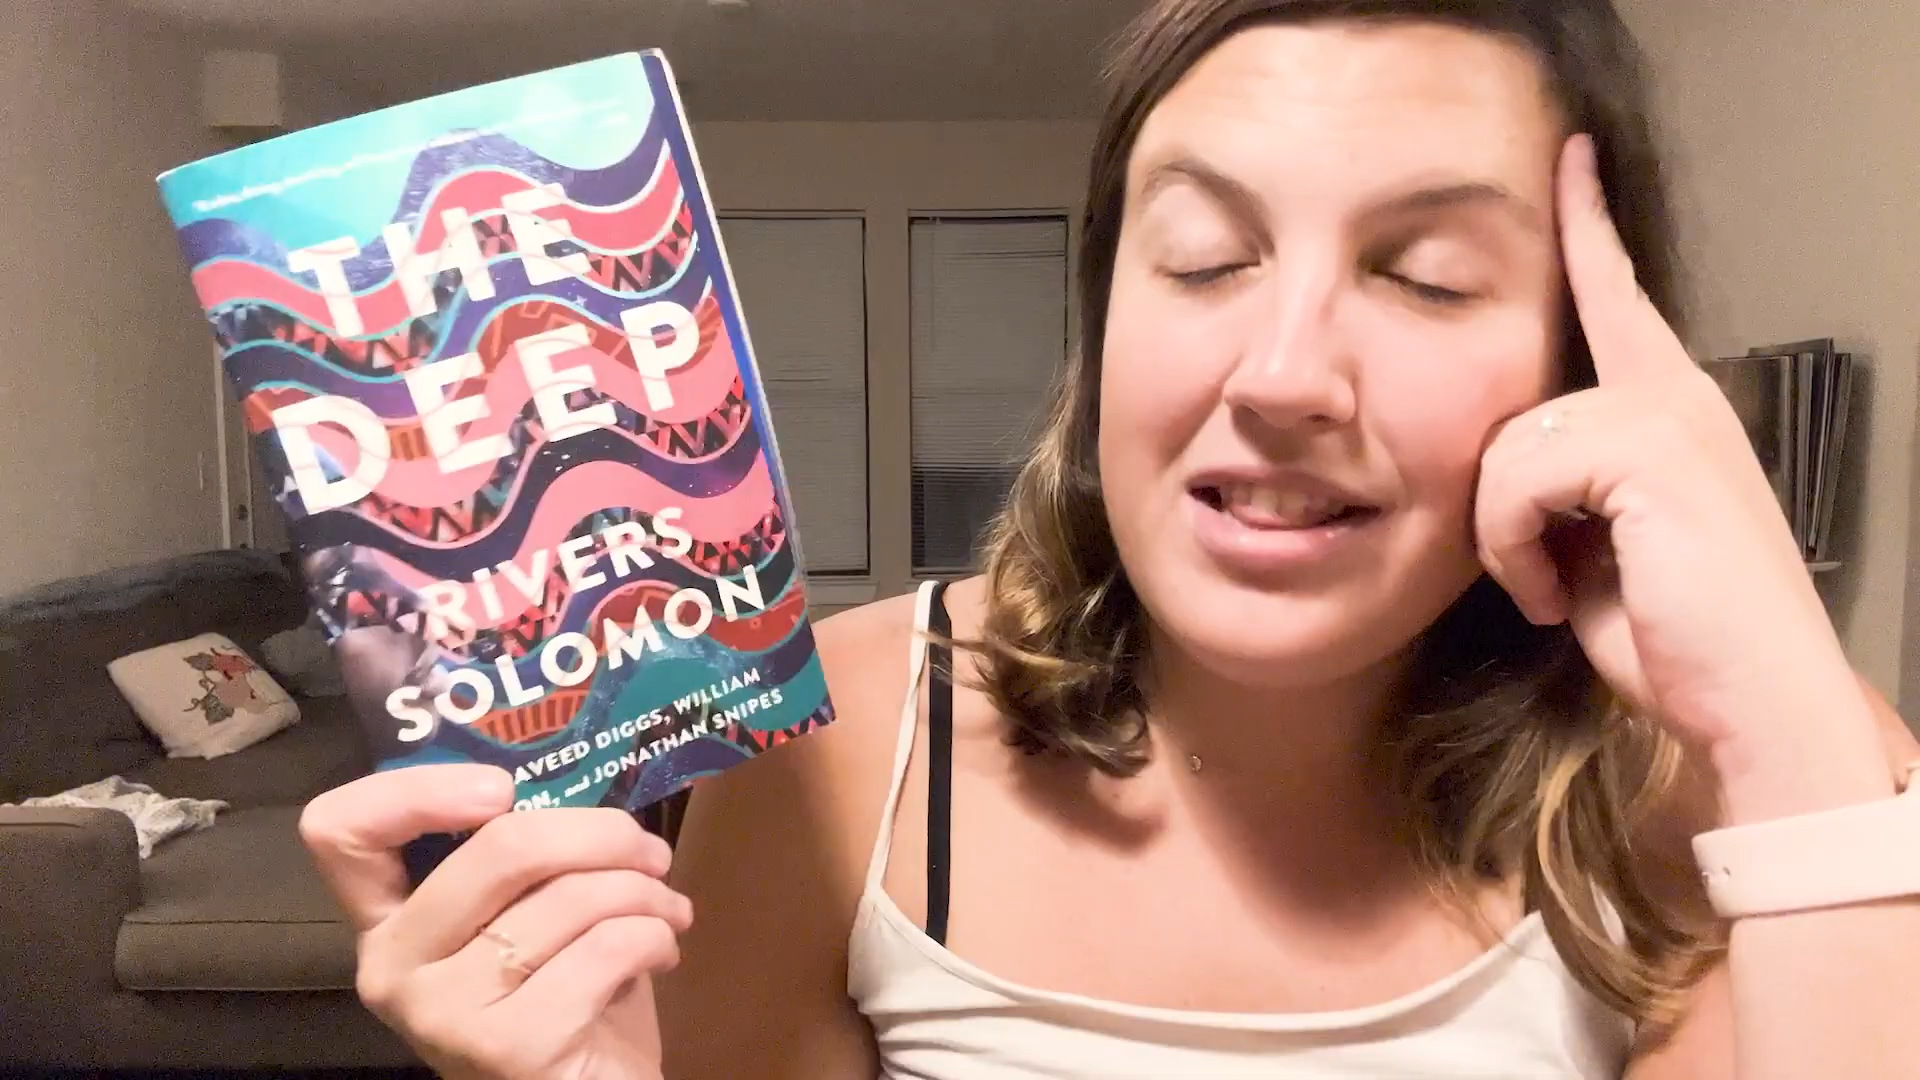 THE
DEEP
RIVERS
SOLOMON
AVEED DIGGS, WILLIAM
ON, and JONATHAN SNIPES